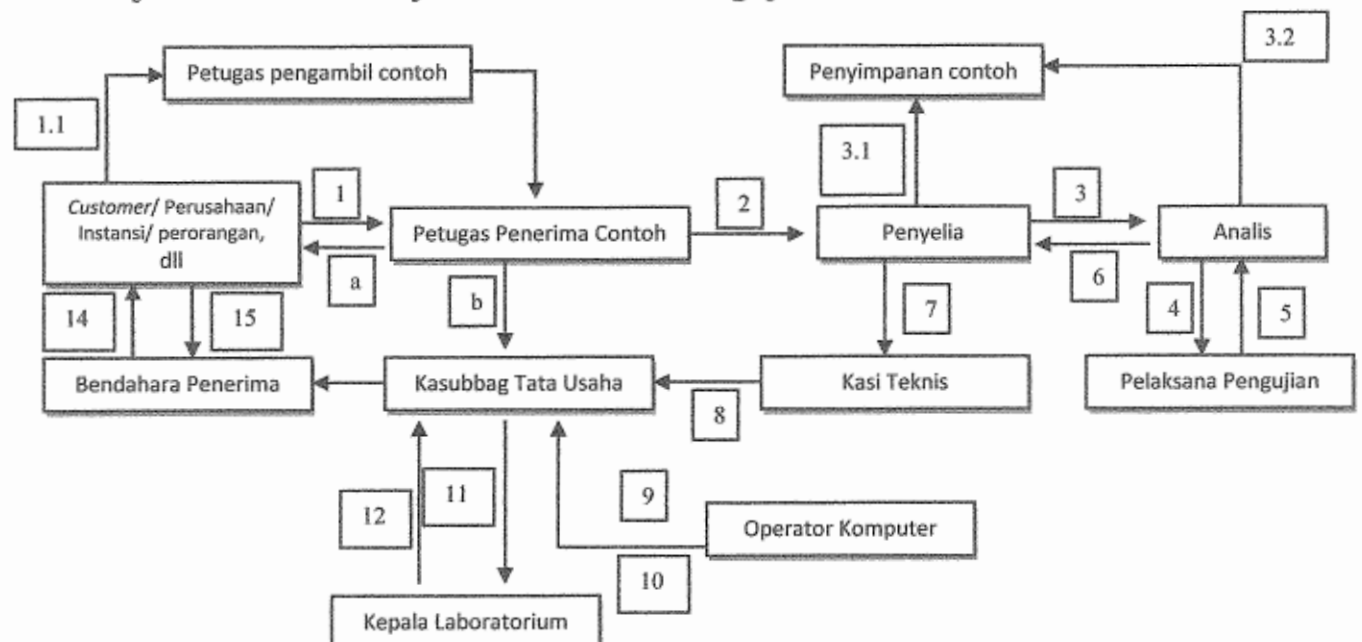 3.2
Petugas pengambil contoh
Penyimpanan contoh
1.1
3.1
1
2
3
Customer/ Perusahaan/
Instansi/ perorangan,
dll
Petugas Penerima Contoh
Penyelia
Analis
a
b
6
14
15
7
4
5
Bendahara Penerima
Kasubbag Tata Usaha
Kasi Teknis
Pelaksana Pengujian
8
12
11
9
Operator Komputer
10
Kepala Laboratorium